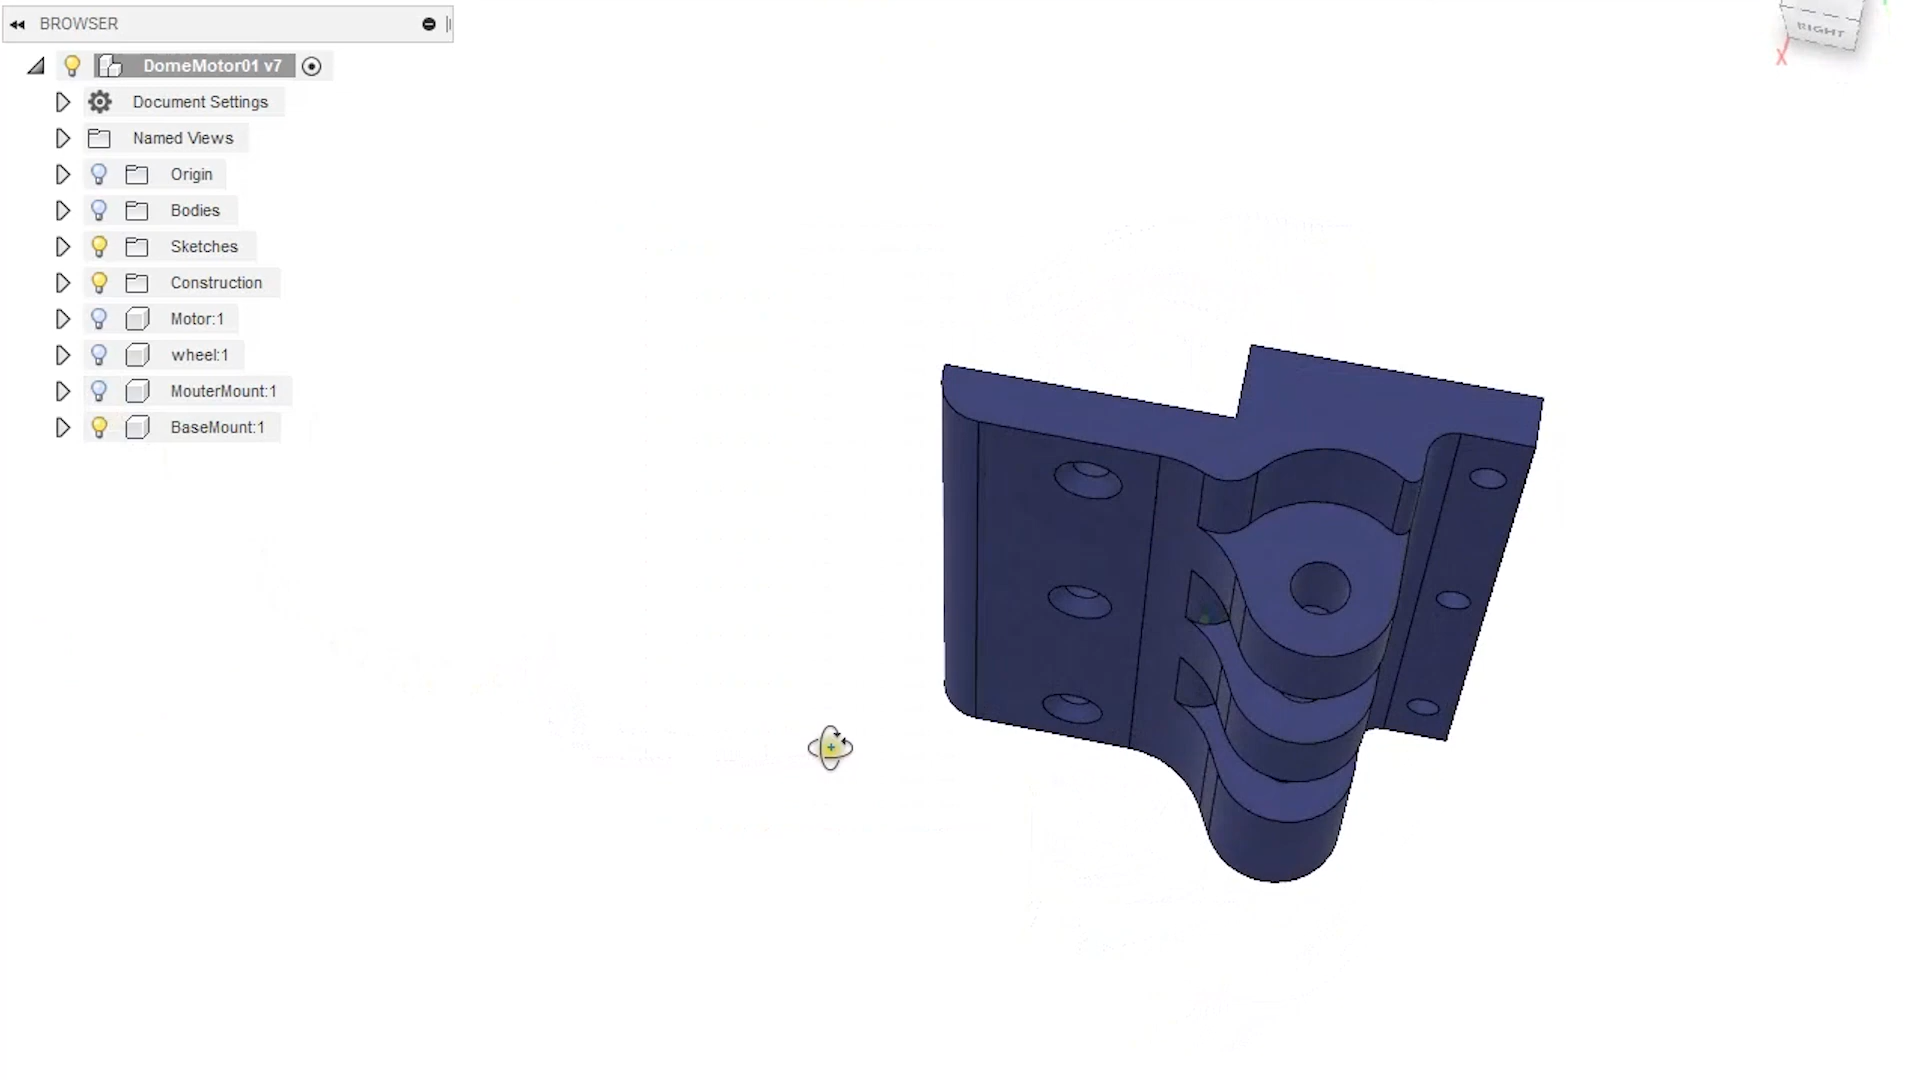 BROWSER
DomeMotor01 v7
Document Settings
Named Views
Origin
Bodies
Sketches
Construction
Motor:1
wheel:1
MouterMount:1
BaseMount:1
RIGHT
X